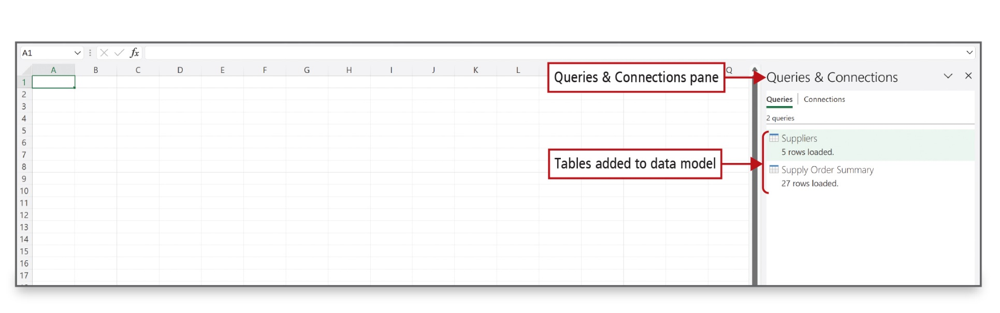 A1
fx
A B C D E F G H I J K L Q
Queries & Connections pane
Queries & Connections
Queries | Connections
2 queries
Suppliers
5 rows loaded.
Tables added to data model
Supply Order Summary
27 rows loaded.
1
2
3
4
5
6
7
8
9
10
11
12
13
14
15
16
17